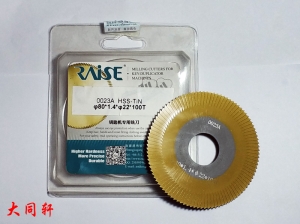 RAISE
MILLING CUTTERS FOR
KEY DUPLICATOR
MACHINES
0023A HSS-TiN
φ80*1.4*φ22*100T
钥匙机专用铣刀
Higher Hardness
More Precise
Durable
0023A
大同轩